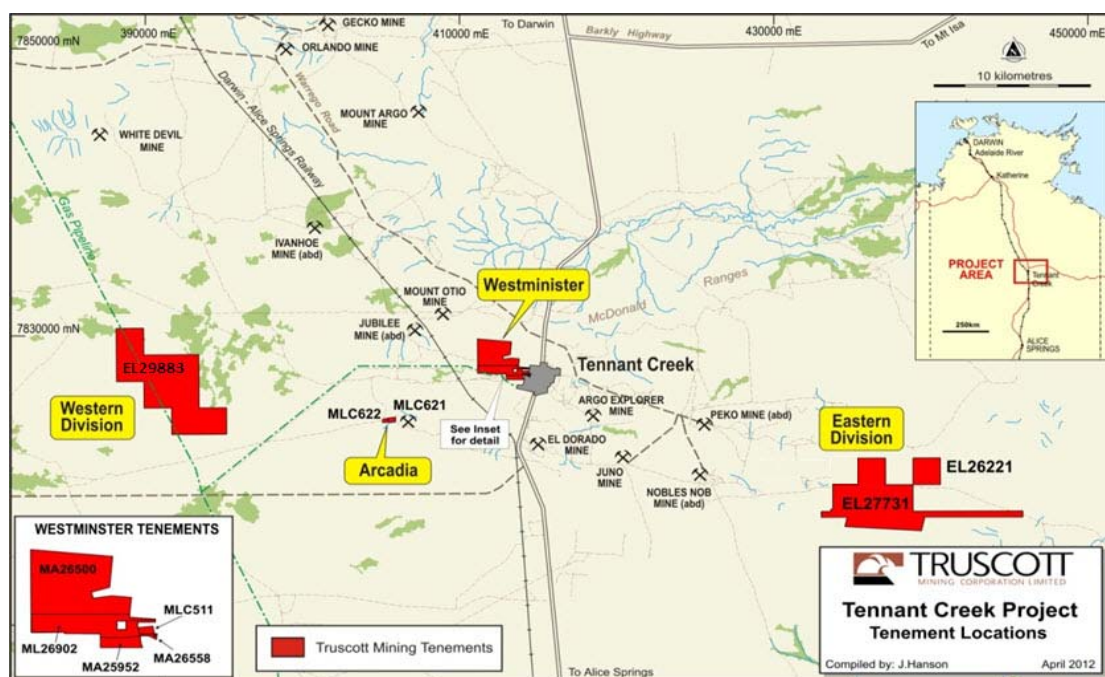 390000 mE
GECKO MINE
410000 mE
To Darwin
Barkly Highway
430000 mE
To Mt Isa
450000 mE
7850000 mN
ORLANDO MINE
10 kilometres
Darwin - Alice Springs Railway
Warrego Road
MOUNT ARGO
MINE
WHITE DEVIL
MINE
DARWIN
Adelaide River
Katherine
PROJECT
AREA
Tennant
Creek
250km
ALICE
SPRINGS
Gas Pipeline
IVANHOE
MINE (abd)
MOUNT OTIO
MINE
Westminister
McDonald Ranges
7830000 mN
JUBILEE
MINE (abd)
EL29883
Tennant Creek
Western
Division
MLC622
MLC621
See Inset
for detail
ARGO EXPLORER
MINE
PEKO MINE (abd)
Eastern
Division
Arcadia
EL DORADO
MINE
JUNO
MINE
NOBLES NOB
MINE (abd)
EL26221
EL27731
WESTMINSTER TENEMENTS
MA26500
MLC511
ML26902
MA25952
MA26558
Truscott Mining Tenements
To Alice Springs
TRUSCOTT
MINING CORPORATION LIMITED
Tennant Creek Project
Tenement Locations
Compiled by: J.Hanson
April 2012